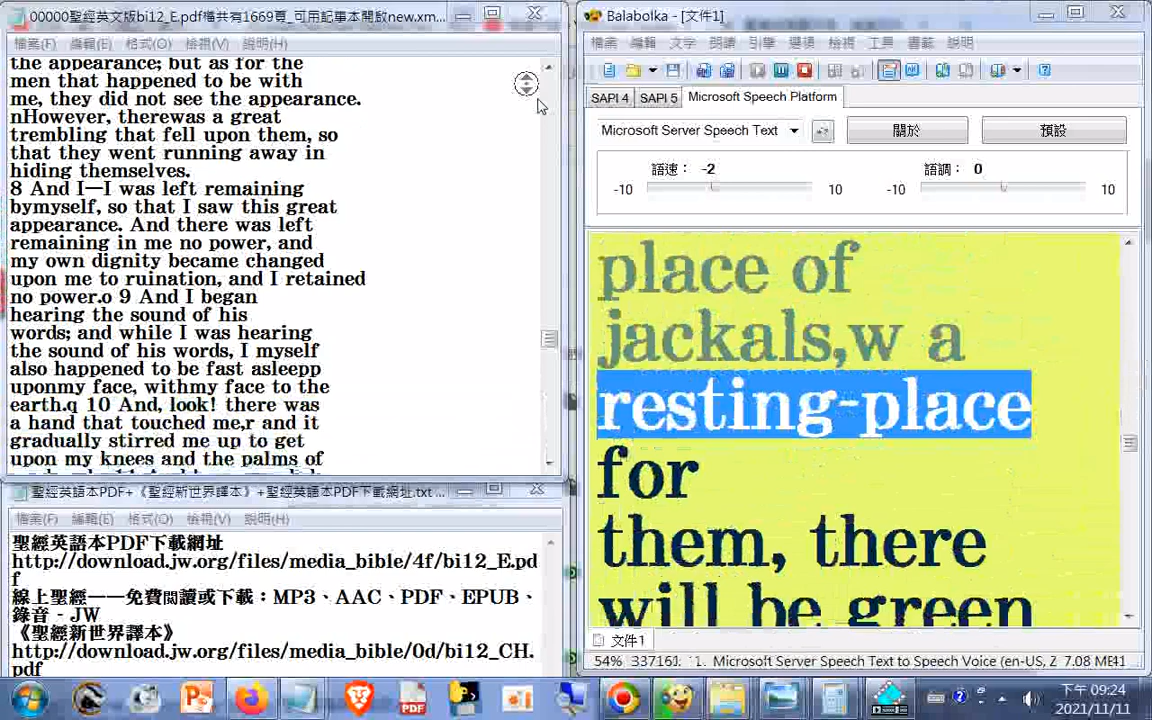 00000聖經英文版bi12_E.pdf檔共有1669頁_可用記事本開啟new.xm...
檔案(F) 編輯(E) 格式(O) 檢視(V) 說明(H)
the appearance; but as for the
men that happened to be with
me, they did not see the appearance.
nHowever, therewas a great
trembling that fell upon them, so
that they went running away in
hiding themselves.
8 And I—I was left remaining
bymyself, so that I saw this great
appearance. And there was left
remaining in me no power, and
my own dignity became changed
upon me to ruination, and I retained
no power.o 9 And I began
hearing the sound of his
words; and while I was hearing
the sound of his words, I myself
also happened to be fast asleepp
uponmy face, withmy face to the
earth.q 10 And, look! there was
a hand that touched me,r and it
gradually stirred me up to get
upon my knees and the palms of
聖經英語本PDF+《聖經新世界譯本》+聖經英語本PDF下載網址.txt ...
檔案(F) 編輯(E) 格式(O) 檢視(V) 說明(H)
聖經英語本PDF下載網址
http://download.jw.org/files/media_bible/4f/bi12_E.pd
f
線上聖經——免費閱讀或下載：MP3、AAC、PDF、EPUB、
錄音 - JW
《聖經新世界譯本》
http://download.jw.org/files/media_bible/0d/bi12_CH.
pdf
Balabolka - [文件1]
檔案 編輯 文字 朗讀 引擎 選項 檢視 工具 書籤 說明
SAPI 4 SAPI 5 Microsoft Speech Platform
Microsoft Server Speech Text 關於 預設
語速： -2 語調： 0
-10 10 -10 10
place of
jackals,w a
resting-place
for
them, there
will be green
文件1
54% 337161. Microsoft Server Speech Text to Speech Voice (en-US, Z 7.08 ME
下午 09:24
2021/11/11